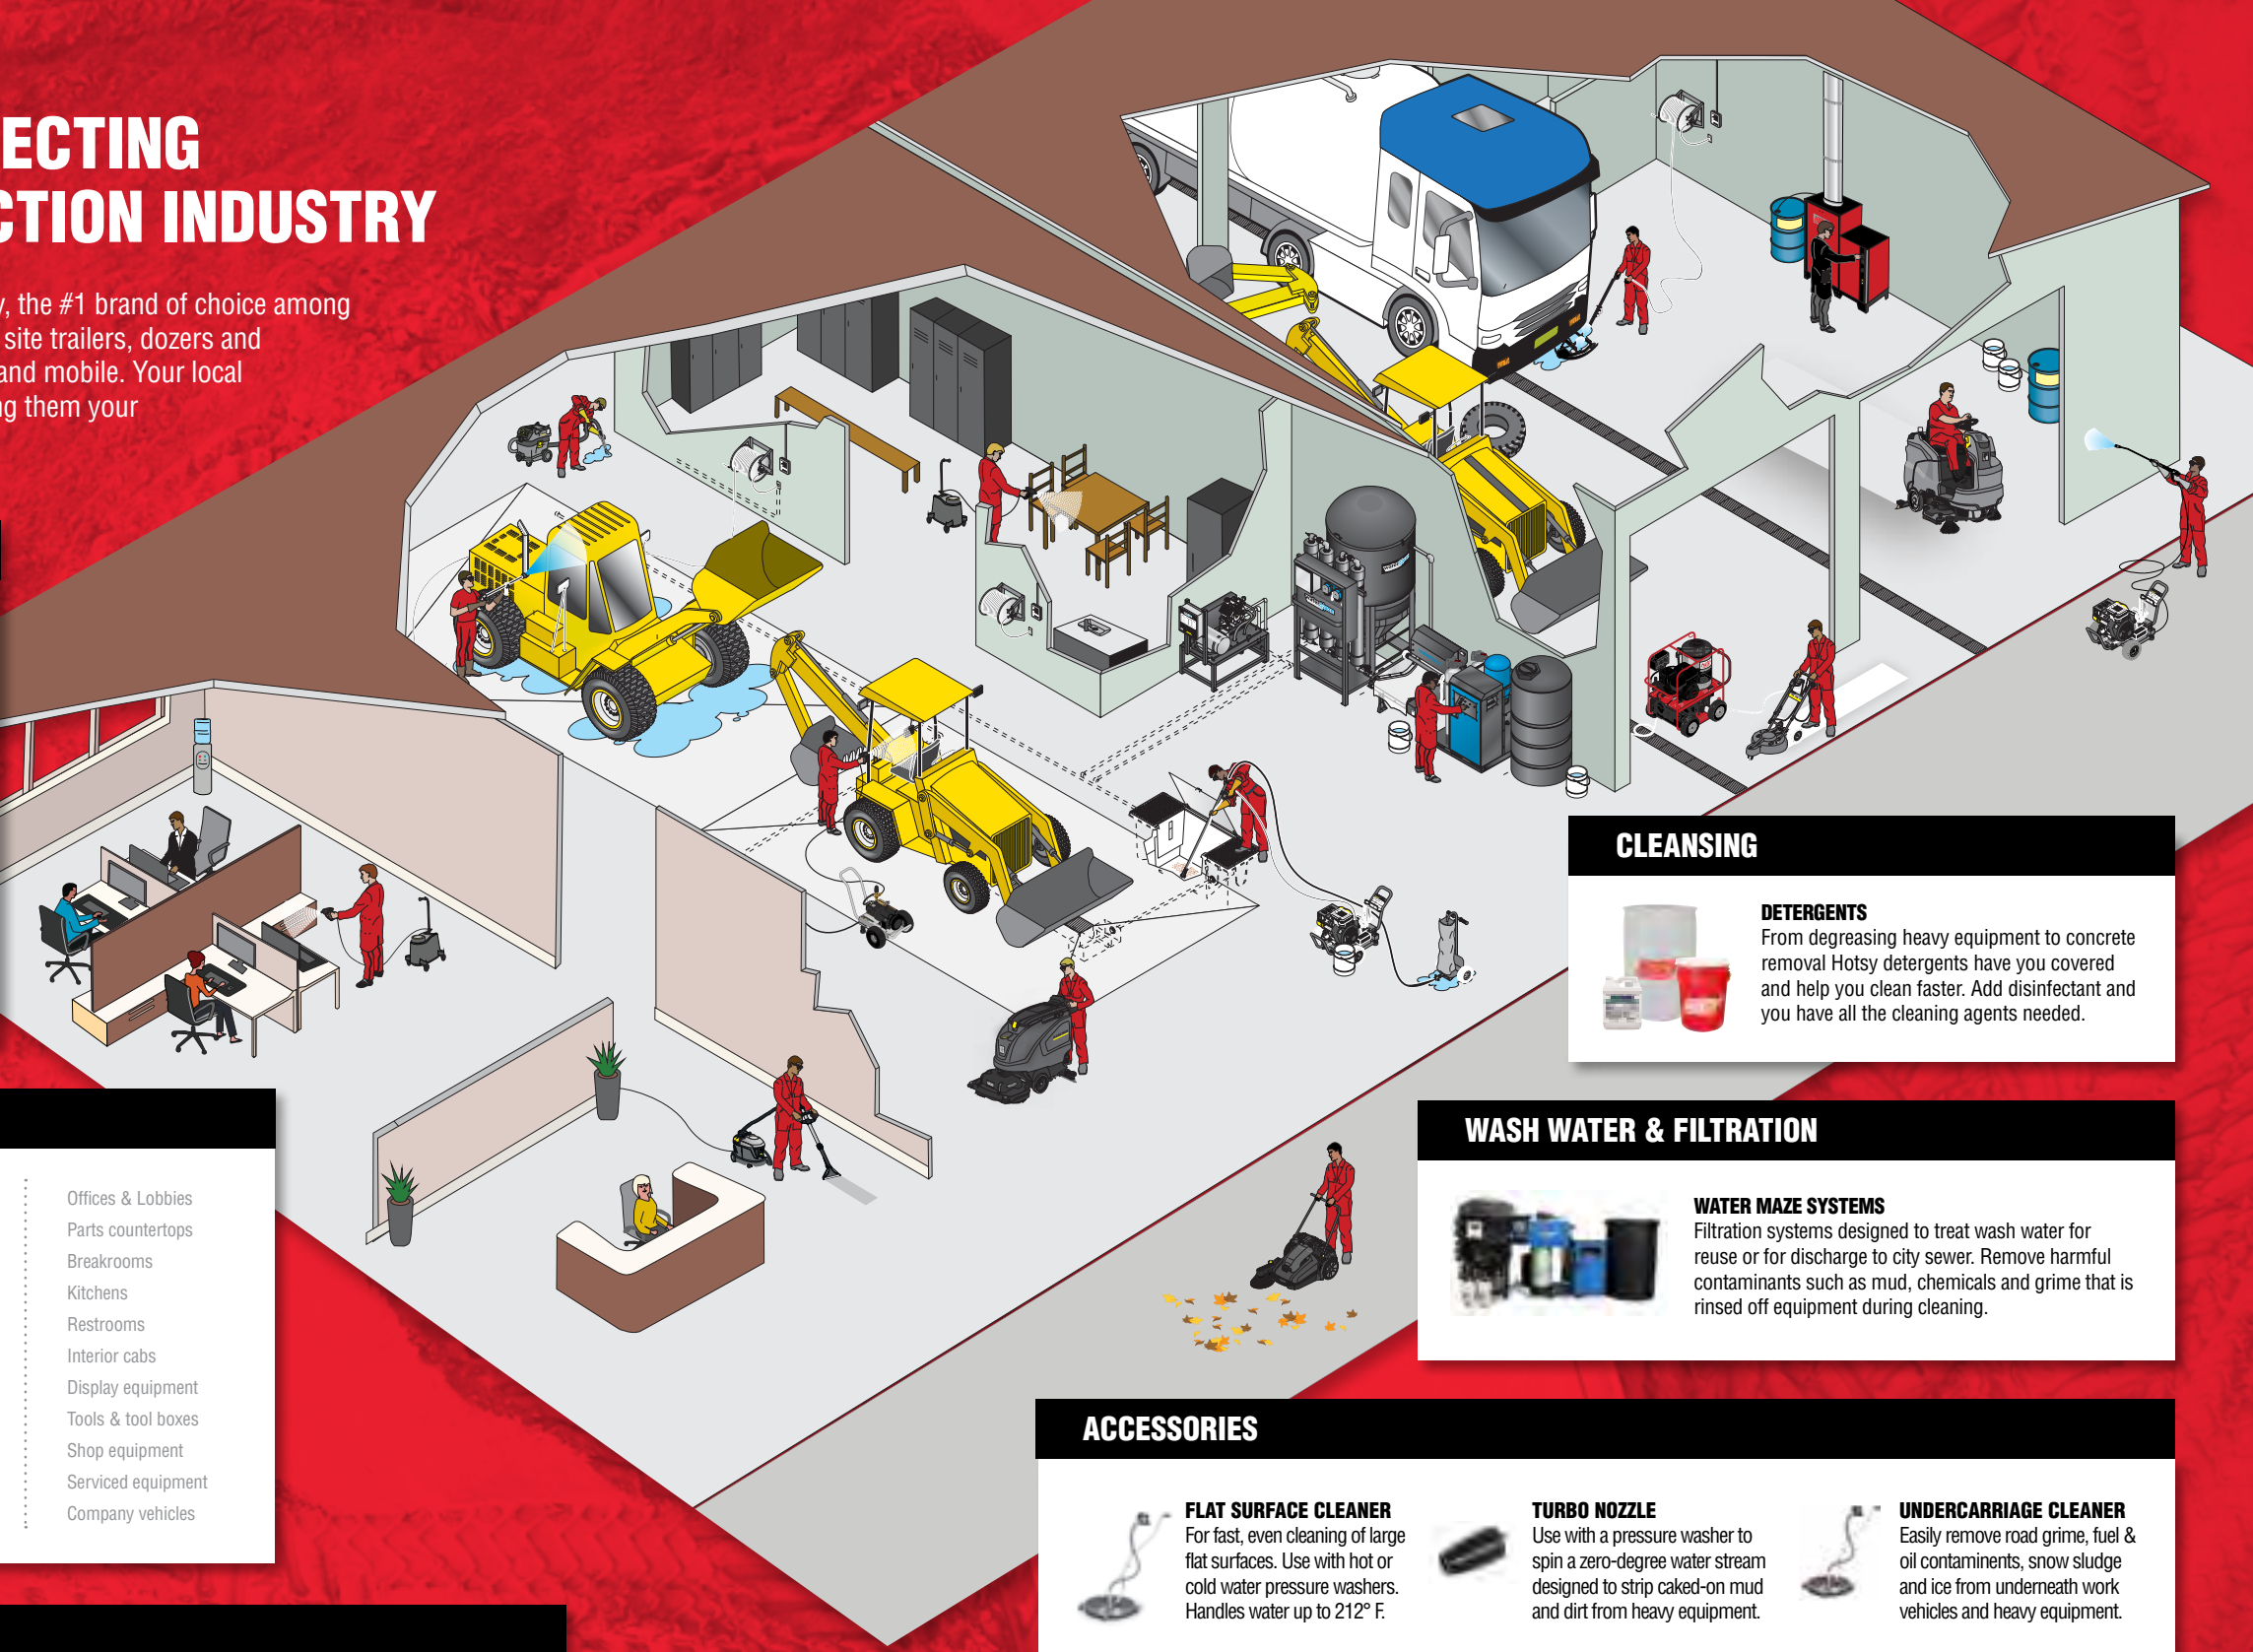 ECTING
CTION INDUSTRY
, the #1 brand of choice among
site trailers, dozers and
and mobile. Your local
ng them your
CLEANSING
DETERGENTS
From degreasing heavy equipment to concrete
removal Hotsy detergents have you covered
and help you clean faster. Add disinfectant and
you have all the cleaning agents needed.
WASH WATER & FILTRATION
WATER MAZE SYSTEMS
Filtration systems designed to treat wash water for
reuse or for discharge to city sewer. Remove harmful
contaminants such as mud, chemicals and grime that is
rinsed off equipment during cleaning.
Offices & Lobbies
Parts countertops
Breakrooms
Kitchens
Restrooms
Interior cabs
Display equipment
Tools & tool boxes
Shop equipment
Serviced equipment
Company vehicles
ACCESSORIES
FLAT SURFACE CLEANER
For fast, even cleaning of large
flat surfaces. Use with hot or
cold water pressure washers.
Handles water up to 212° F.
TURBO NOZZLE
Use with a pressure washer to
spin a zero-degree water stream
designed to strip caked-on mud
and dirt from heavy equipment.
UNDERCARRIAGE CLEANER
Easily remove road grime, fuel &
oil contaminents, snow sludge
and ice from underneath work
vehicles and heavy equipment.